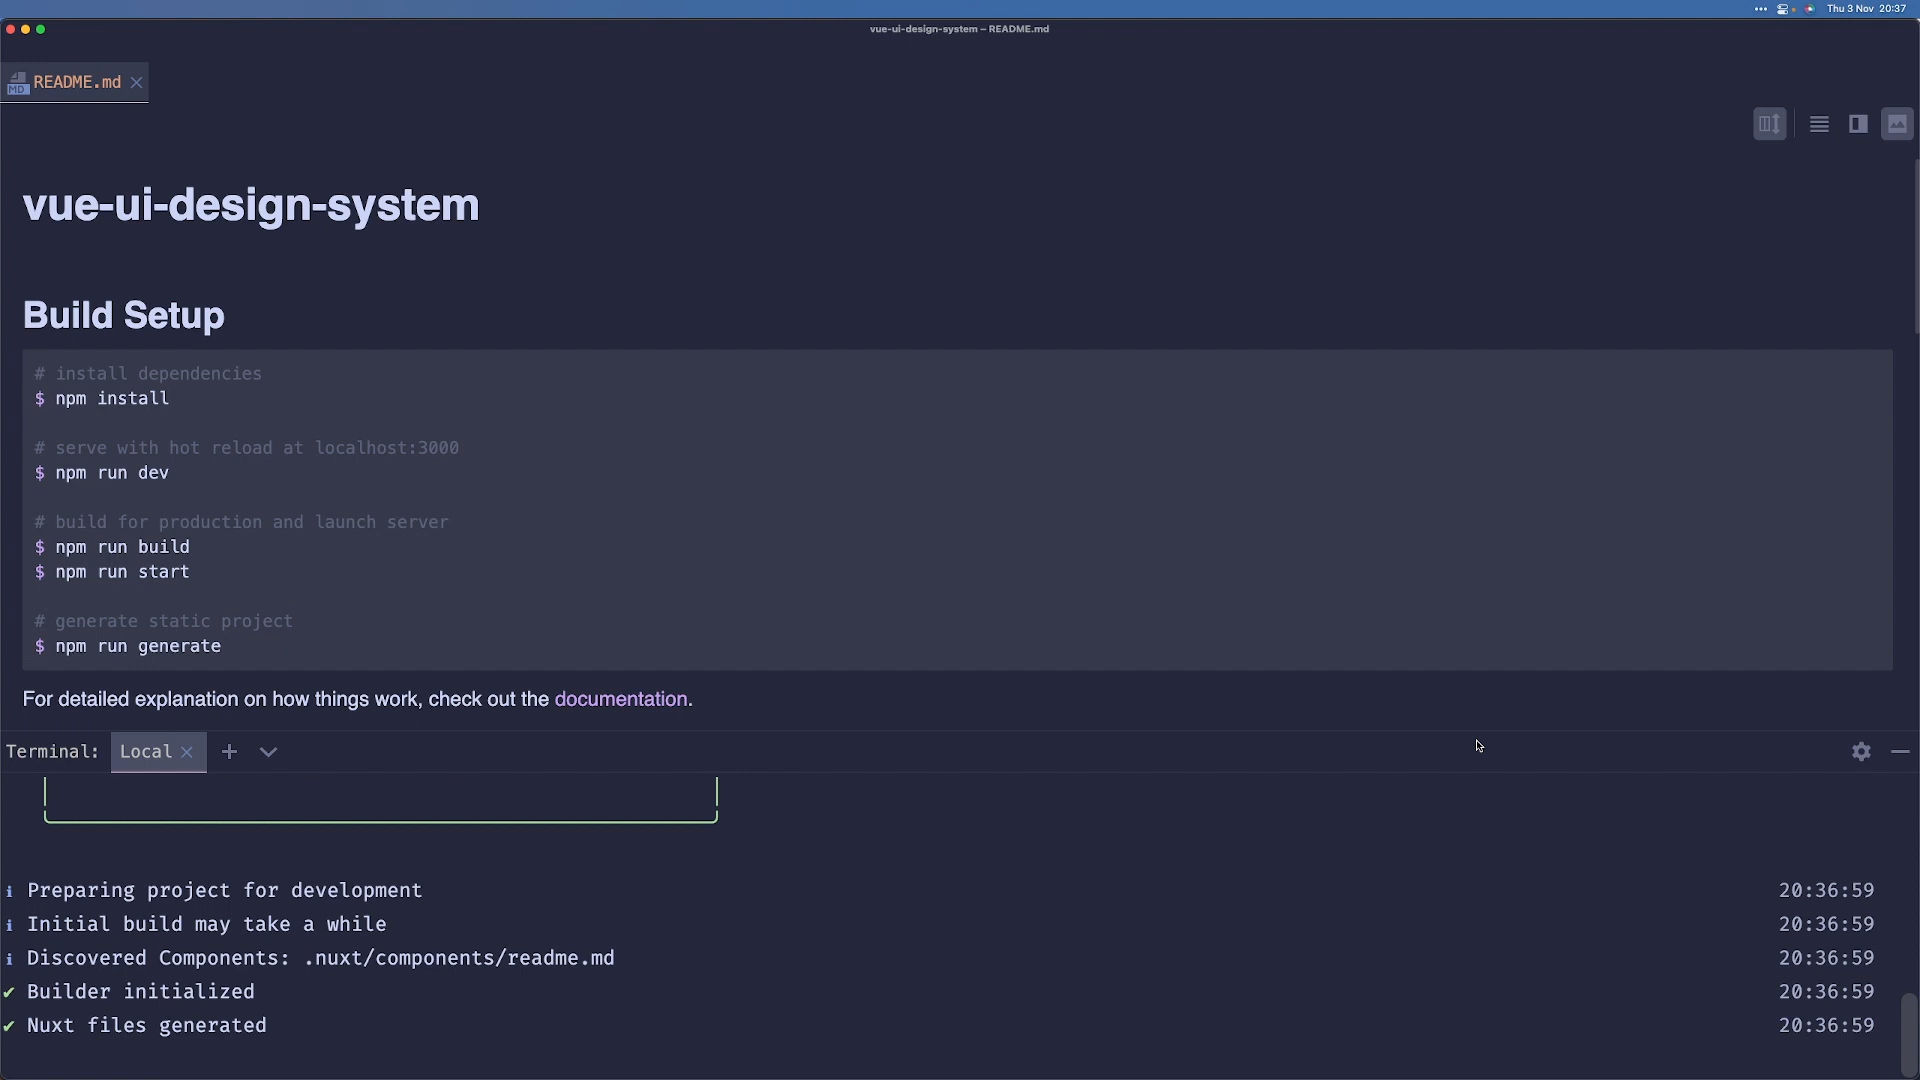 Thu 3 Nov 20:37
vue-ui-design-system – README.md
MD README.md
vue-ui-design-system
Build Setup
# install dependencies
$ npm install
# serve with hot reload at localhost:3000
$ npm run dev
# build for production and launch server
$ npm run build
$ npm run start
# generate static project
$ npm run generate
For detailed explanation on how things work, check out the documentation.
Terminal: Local
i Preparing project for development 20:36:59
i Initial build may take a while 20:36:59
i Discovered Components: .nuxt/components/readme.md 20:36:59
✔ Builder initialized 20:36:59
✔ Nuxt files generated 20:36:59